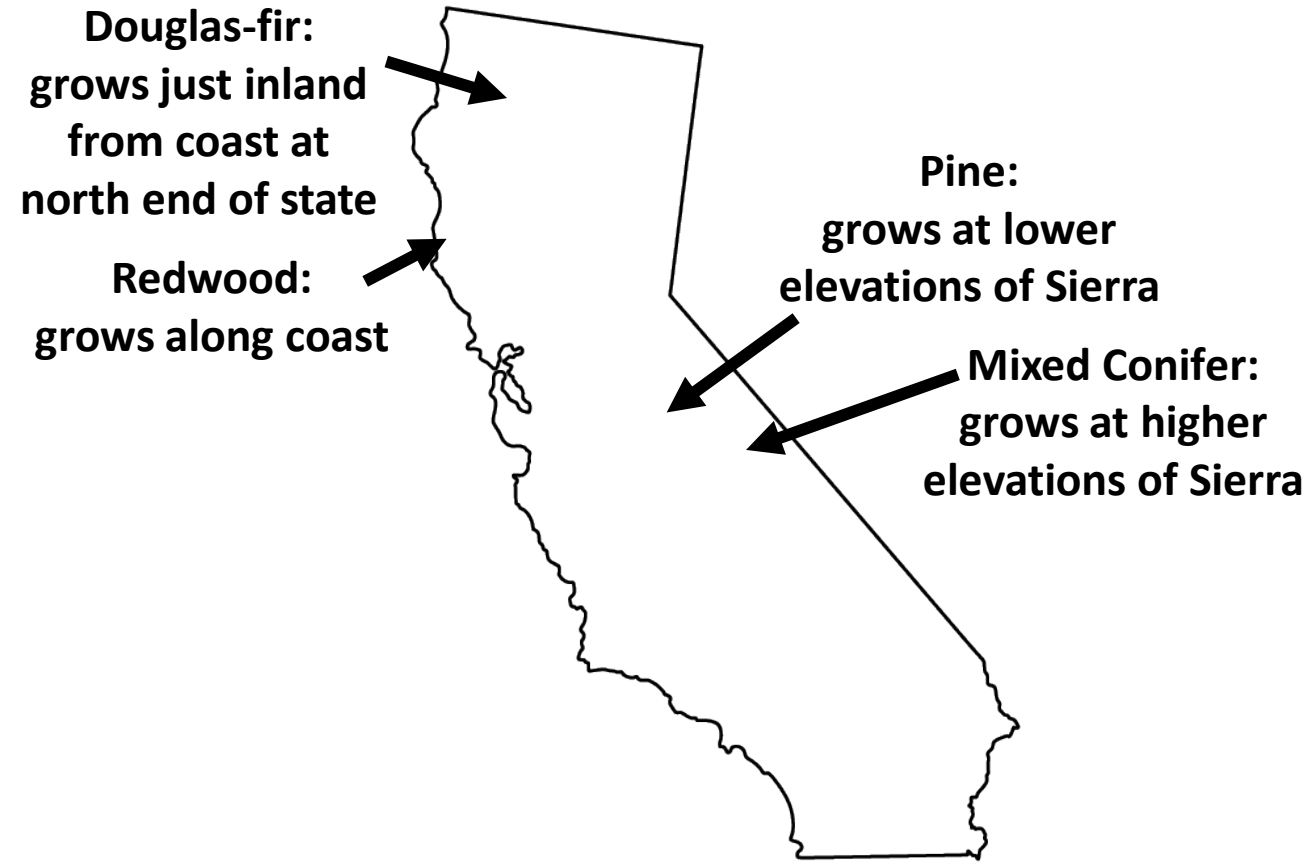 Douglas-fir:
grows just inland
from coast at
north end of state
Redwood:
grows along coast
Pine:
grows at lower
elevations of Sierra
Mixed Conifer:
grows at higher
elevations of Sierra